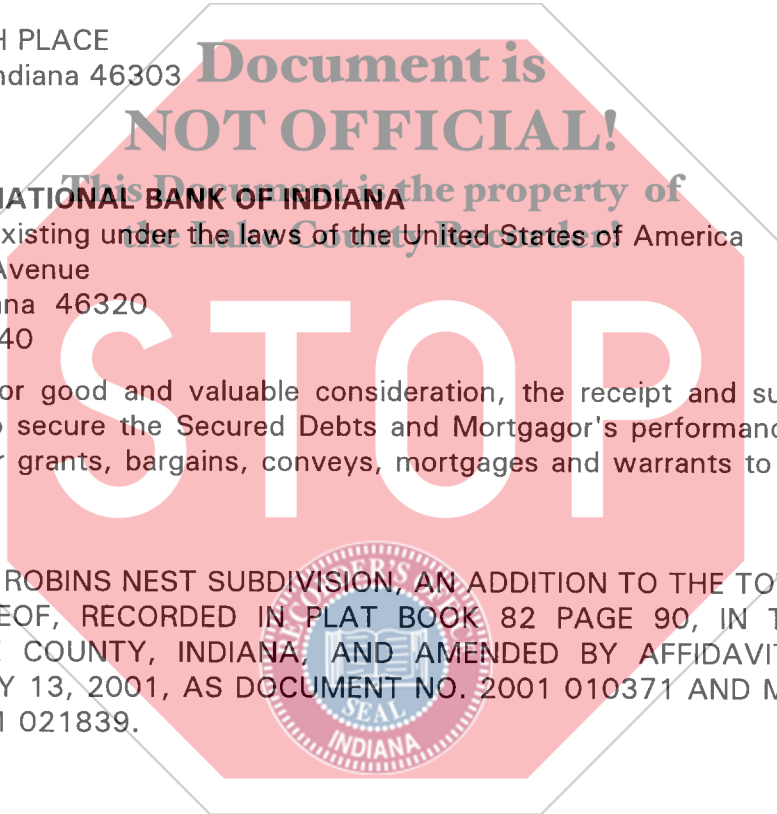 H PLACE
ndiana 46303
Document is
NOT OFFICIAL!
This Document is the property of
the Lake County Recorder!
NATIONAL BANK OF INDIANA
xisting under the laws of the United States of America
Avenue
na 46320
40
STOP
or good and valuable consideration, the receipt and su
o secure the Secured Debts and Mortgagor's performanc
r grants, bargains, conveys, mortgages and warrants to
ROBINS NEST SUBDIVISION, AN ADDITION TO THE TO
EOF, RECORDED IN PLAT BOOK 82 PAGE 90, IN T
E COUNTY, INDIANA, AND AMENDED BY AFFIDAVIT
Y 13, 2001, AS DOCUMENT NO. 2001 010371 AND M
1 021839.
SEAL
INDIANA